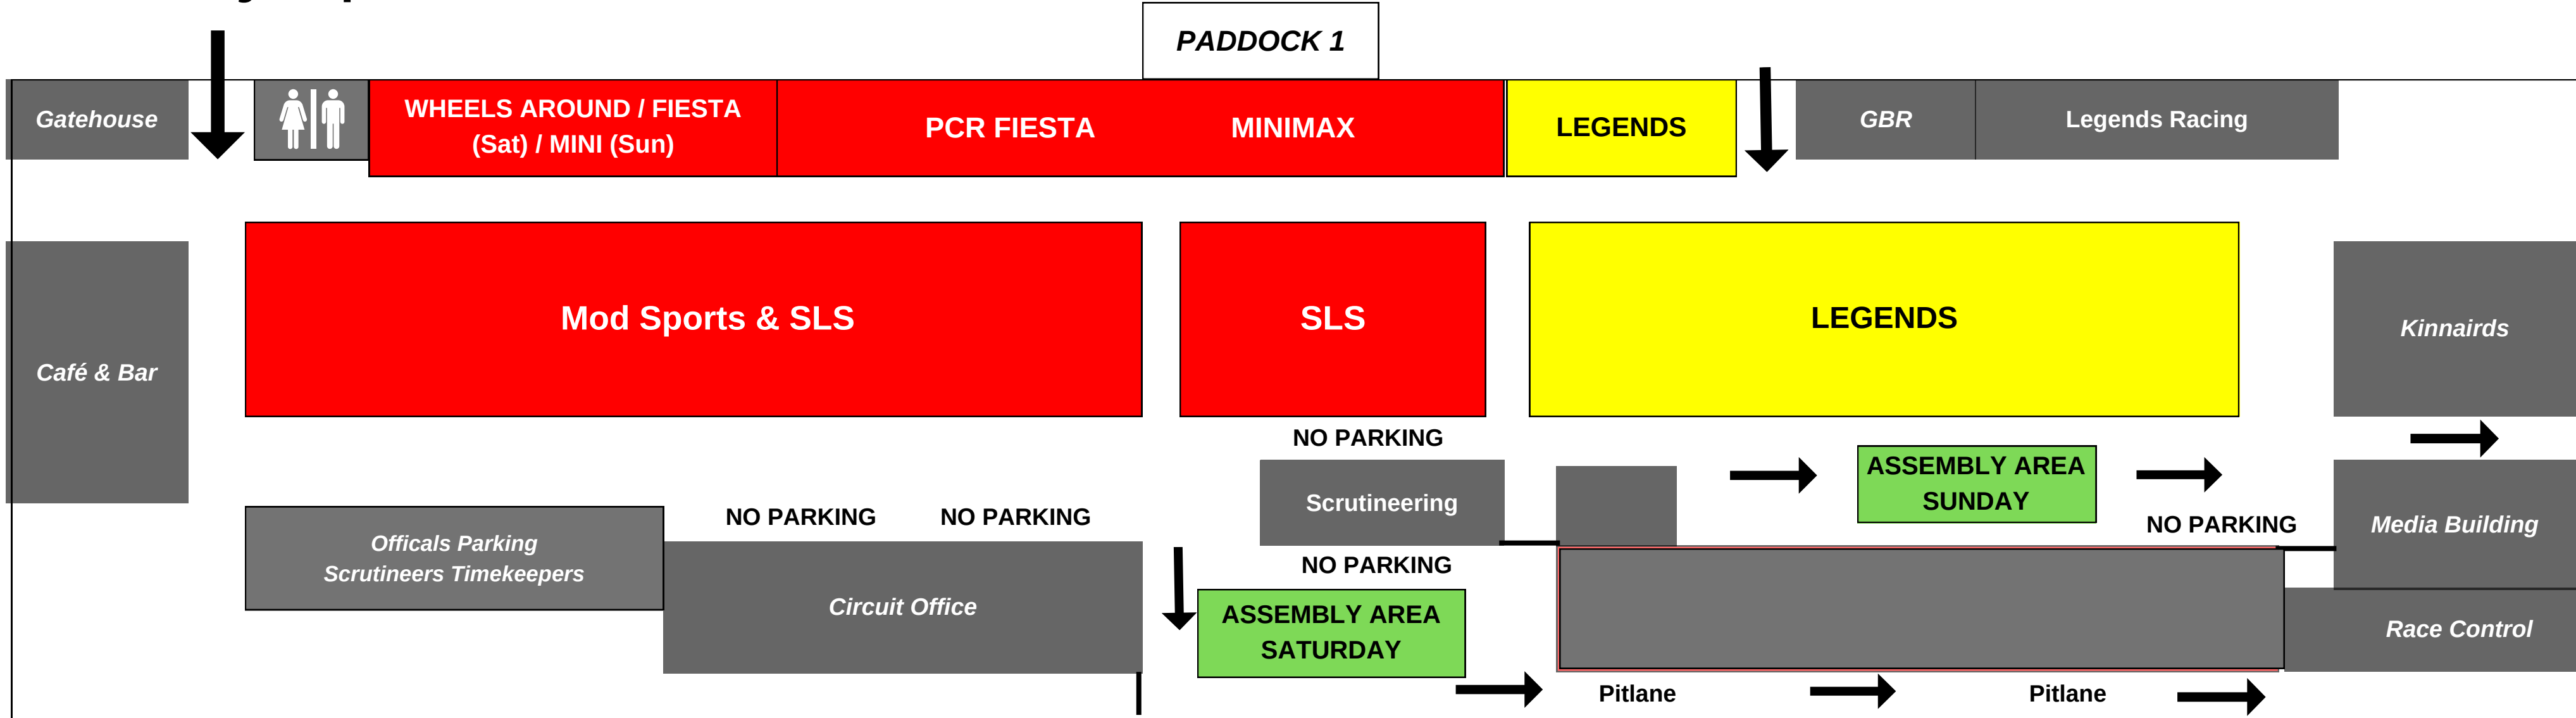 PADDOCK 1
Gatehouse
WHEELS AROUND / FIESTA
(Sat) / MINI (Sun)
PCR FIESTA
MINIMAX
LEGENDS
GBR
Legends Racing
Café & Bar
Mod Sports & SLS
SLS
LEGENDS
Kinnairds
NO PARKING
Scrutineering
ASSEMBLY AREA
SUNDAY
NO PARKING
NO PARKING
NO PARKING
Media Building
Officals Parking
Scrutineers Timekeepers
Circuit Office
NO PARKING
ASSEMBLY AREA
SATURDAY
Race Control
Pitlane
Pitlane